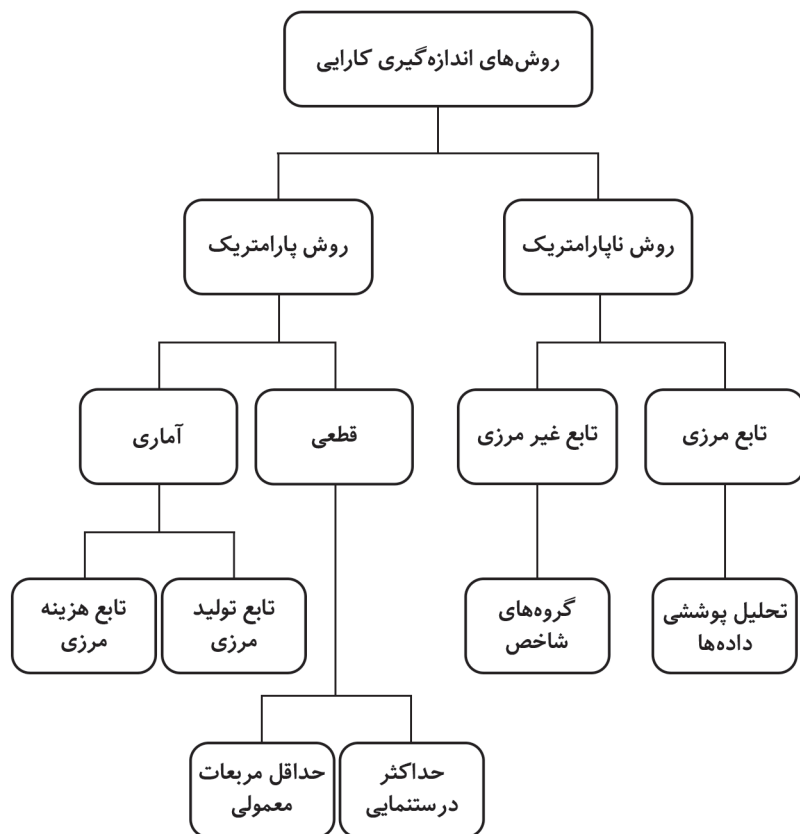 روش‌های اندازه‌گیری کارایی
روش ناپارامتریک
روش پارامتریک
تابع مرزی
تابع غیر مرزی
قطعی
آماری
تحلیل پوششی
داده‌ها
گروه‌های
شاخص
تابع تولید
مرزی
تابع هزینه
مرزی
حداکثر
درستنمایی
حداقل مربعات
معمولی